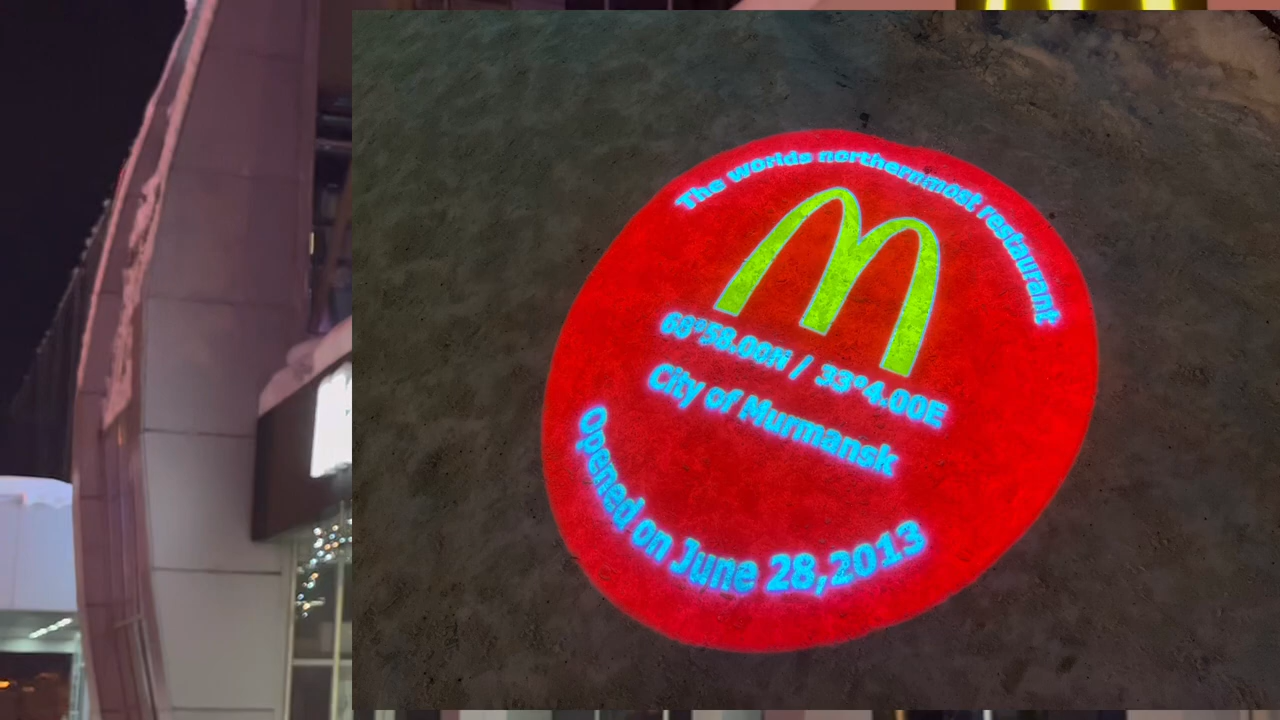 The worlds northernmost restaurant
68°58.00N / 33°4.00E
City of Murmansk
Opened on June 28,2013